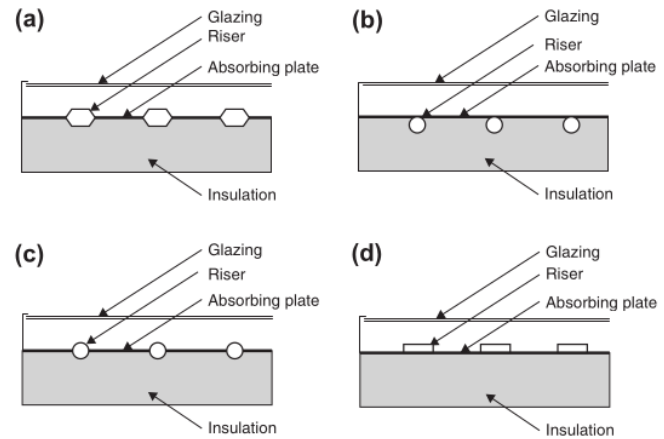 (a)
Glazing
Riser
Absorbing plate
Insulation
(b)
Glazing
Riser
Absorbing plate
Insulation
(c)
Glazing
Riser
Absorbing plate
Insulation
(d)
Glazing
Riser
Absorbing plate
Insulation